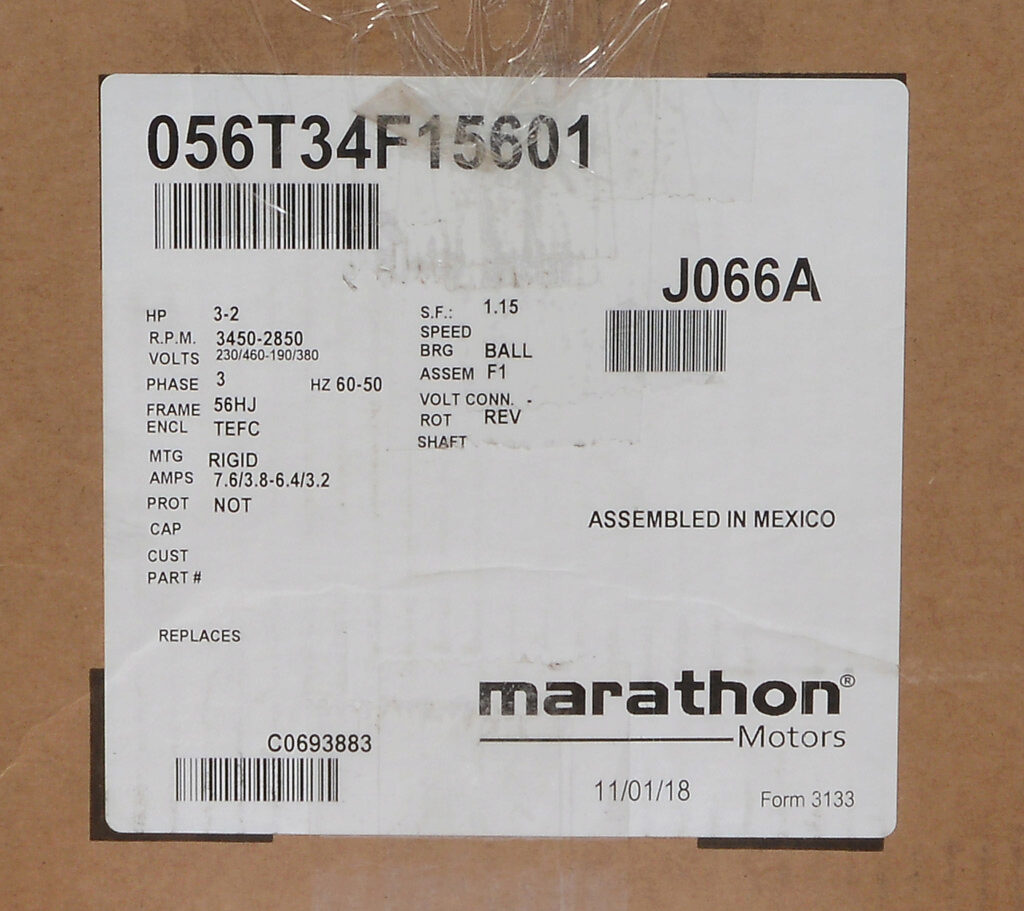 056T34F15601
J066A
HP 3-2
R.P.M. 3450-2850
VOLTS 230/460-190/380
PHASE 3 HZ 60-50
FRAME 56HJ
ENCL TEFC
MTG RIGID
AMPS 7.6/3.8-6.4/3.2
PROT NOT
CAP
CUST
PART #
REPLACES
S.F.: 1.15
SPEED
BRG BALL
ASSEM F1
VOLT CONN. -
ROT REV
SHAFT
ASSEMBLED IN MEXICO
marathon®
Motors
C0693883
11/01/18
Form 3133